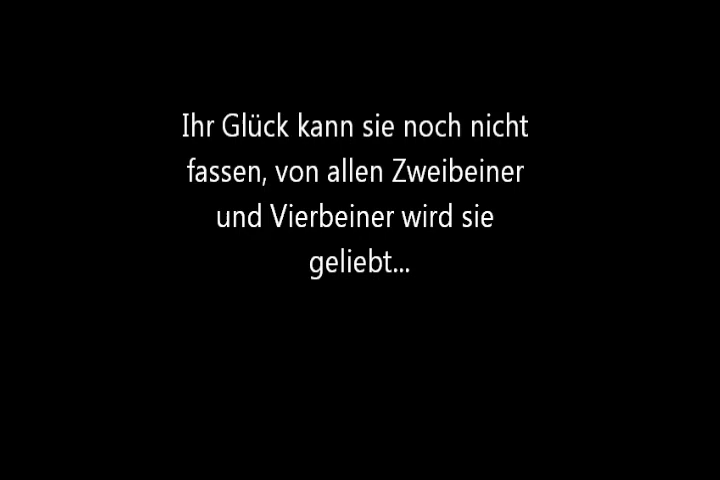 Ihr Glück kann sie noch nicht
fassen, von allen Zweibeiner
und Vierbeiner wird sie
geliebt...